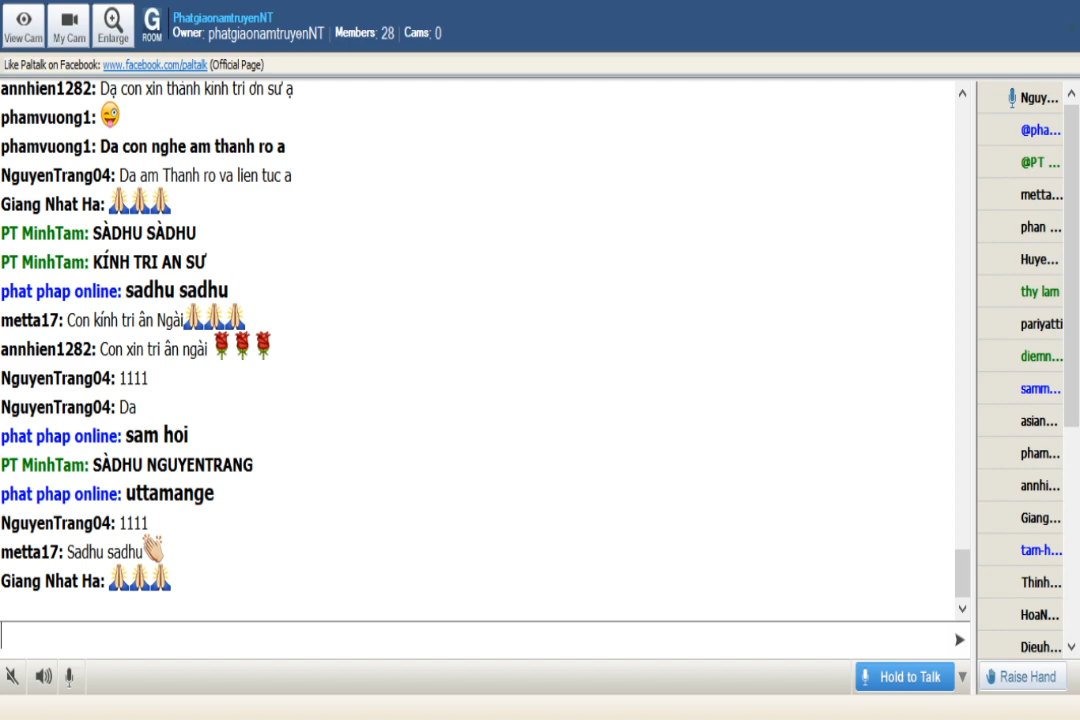 PhatgiaonamtruyenNT
Owner: phatgiaonamtruyenNT Members: 28 Cams: 0
View Cam My Cam Enlarge G ROOM
Like Paltalk on Facebook: www.facebook.com/paltalk (Official Page)
annhien1282: Dạ con xin thành kính tri ơn sư ạ
phamvuong1:
phamvuong1: Da con nghe am thanh ro a
NguyenTrang04: Da am Thanh ro va lien tuc a
Giang Nhat Ha:
PT MinhTam: SÀDHU SÀDHU
PT MinhTam: KÍNH TRI AN SƯ
phat phap online: sadhu sadhu
metta17: Con kính tri ân Ngài
annhien1282: Con xin tri ân ngài
NguyenTrang04: 1111
NguyenTrang04: Da
phat phap online: sam hoi
PT MinhTam: SÀDHU NGUYENTRANG
phat phap online: uttamange
NguyenTrang04: 1111
metta17: Sadhu sadhu
Giang Nhat Ha:
Nguy...
@pha...
@PT ...
metta...
phan ...
Huye...
thy lam
pariyatti
diemn...
samm...
asian...
pham...
annhi...
Giang...
tam-h...
Thinh...
HoaN...
Dieuh...
Hold to Talk
Raise Hand